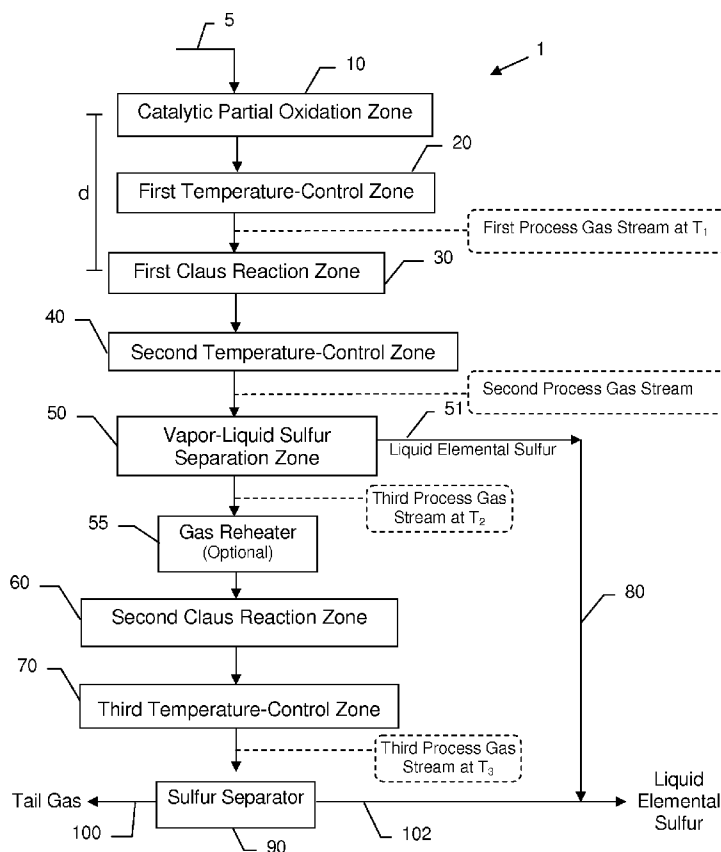 5
1
10
Catalytic Partial Oxidation Zone
20
d
First Temperature-Control Zone
First Process Gas Stream at T1
First Claus Reaction Zone
30
40
Second Temperature-Control Zone
Second Process Gas Stream
50
51
Vapor-Liquid Sulfur
Separation Zone
Liquid Elemental Sulfur
Third Process Gas
Stream at T2
55
Gas Reheater
(Optional)
60
80
Second Claus Reaction Zone
70
Third Temperature-Control Zone
Third Process Gas
Stream at T3
Tail Gas
Sulfur Separator
Liquid
Elemental
Sulfur
100
90
102